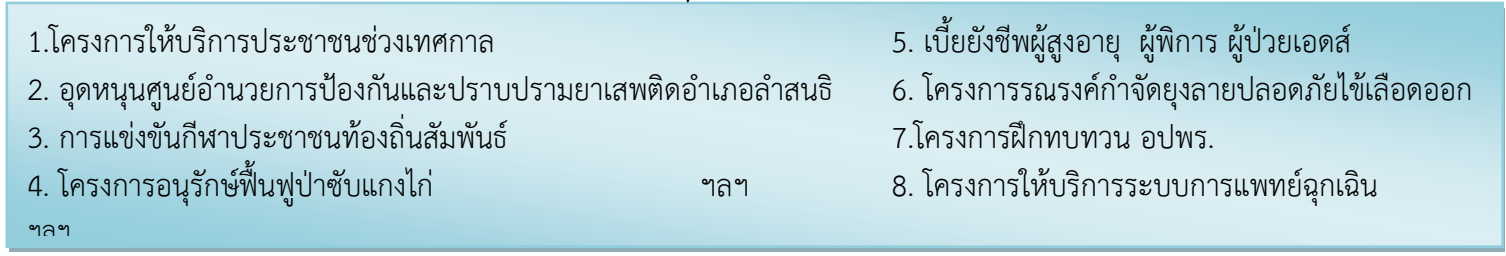 1.โครงการให้บริการประชาชนช่วงเทศกาล 5. เบี้ยยังชีพผู้สูงอายุ ผู้พิการ ผู้ป่วยเอดส์
2. อุดหนุนศูนย์อำนวยการป้องกันและปราบปรามยาเสพติดอำเภอลำสนธิ 6. โครงการรณรงค์กำจัดยุงลายปลอดภัยไข้เลือดออก
3. การแข่งขันกีฬาประชาชนท้องถิ่นสัมพันธ์ 7.โครงการฝึกทบทวน อปพร.
4. โครงการอนุรักษ์ฟื้นฟูป่าซับแกงไก่ ฯลฯ 8. โครงการให้บริการระบบการแพทย์ฉุกเฉิน
ฯลฯ